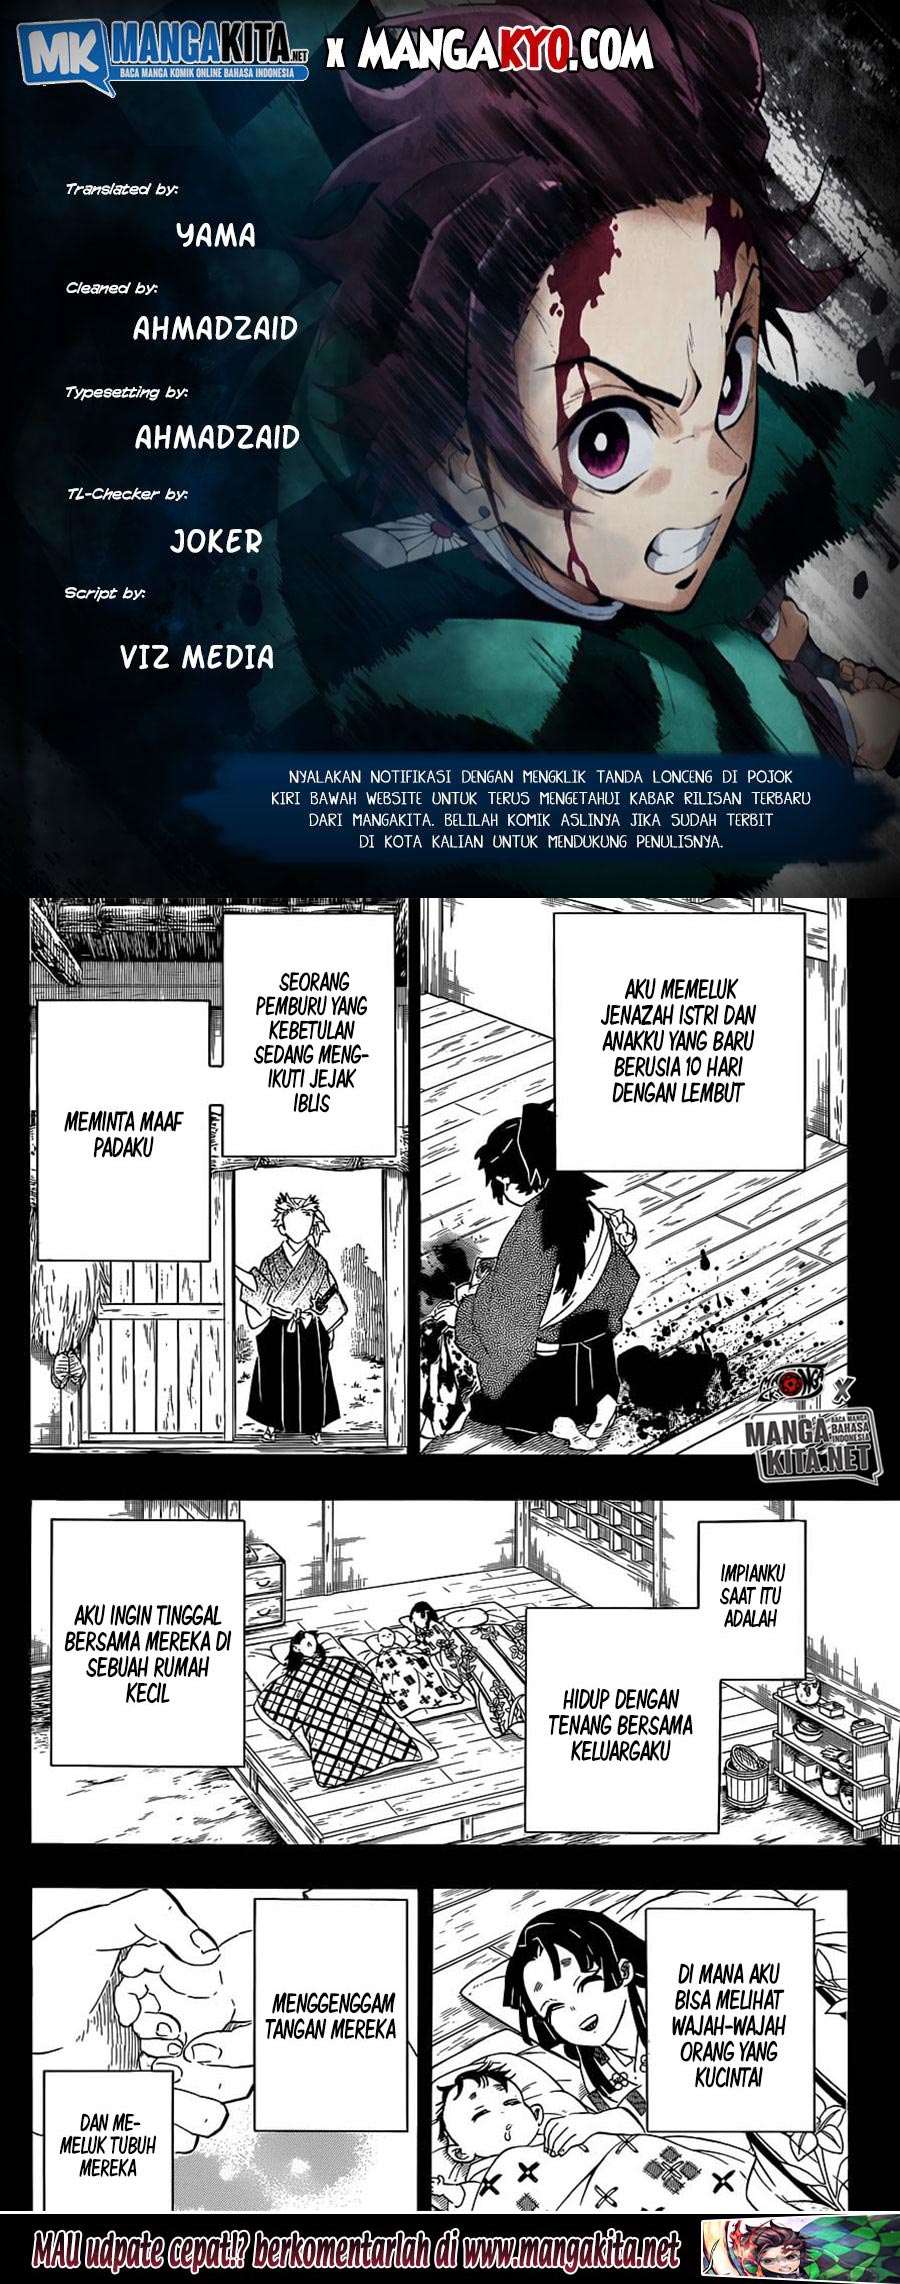 MK MANGAKITA.NET x MANGAKYO.COM
BACA MANGA KOMIK ONLINE BAHASA INDONESIA
Translated by:
YAMA
Cleaned by:
AHMADZAID
Typesetting by:
AHMADZAID
TL-Checker by:
JOKER
Script by:
VIZ MEDIA
NYALAKAN NOTIFIKASI DENGAN MENGKLIK TANDA LONCENG DI POJOK
KIRI BAWAH WEBSITE UNTUK TERUS MENGETAHUI KABAR RILISAN TERBARU
DARI MANGAKITA. BELILAH KOMIK ASLINYA JIKA SUDAH TERBIT
DI KOTA KALIAN UNTUK MENDUKUNG PENULISNYA.
AKU MEMELUK
JENAZAH ISTRI DAN
ANAKKU YANG BARU
BERUSIA 10 HARI
DENGAN LEMBUT
SEORANG
PEMBURU YANG
KEBETULAN
SEDANG MENG-
IKUTI JEJAK
IBLIS
MEMINTA MAAF
PADAKU
X
MANGA
BACA MANGA
BAHASA
INDONESIA
KITA.NET
IMPIANKU
SAAT ITU
ADALAH
HIDUP DENGAN
TENANG BERSAMA
KELUARGAKU
AKU INGIN TINGGAL
BERSAMA MEREKA DI
SEBUAH RUMAH
KECIL
DI MANA AKU
BISA MELIHAT
WAJAH-WAJAH
ORANG YANG
KUCINTAI
MENGGENGGAM
TANGAN MEREKA
DAN ME-
MELUK TUBUH
MEREKA
MAU udpate cepat!? berkomentarlah di www.mangakita.net